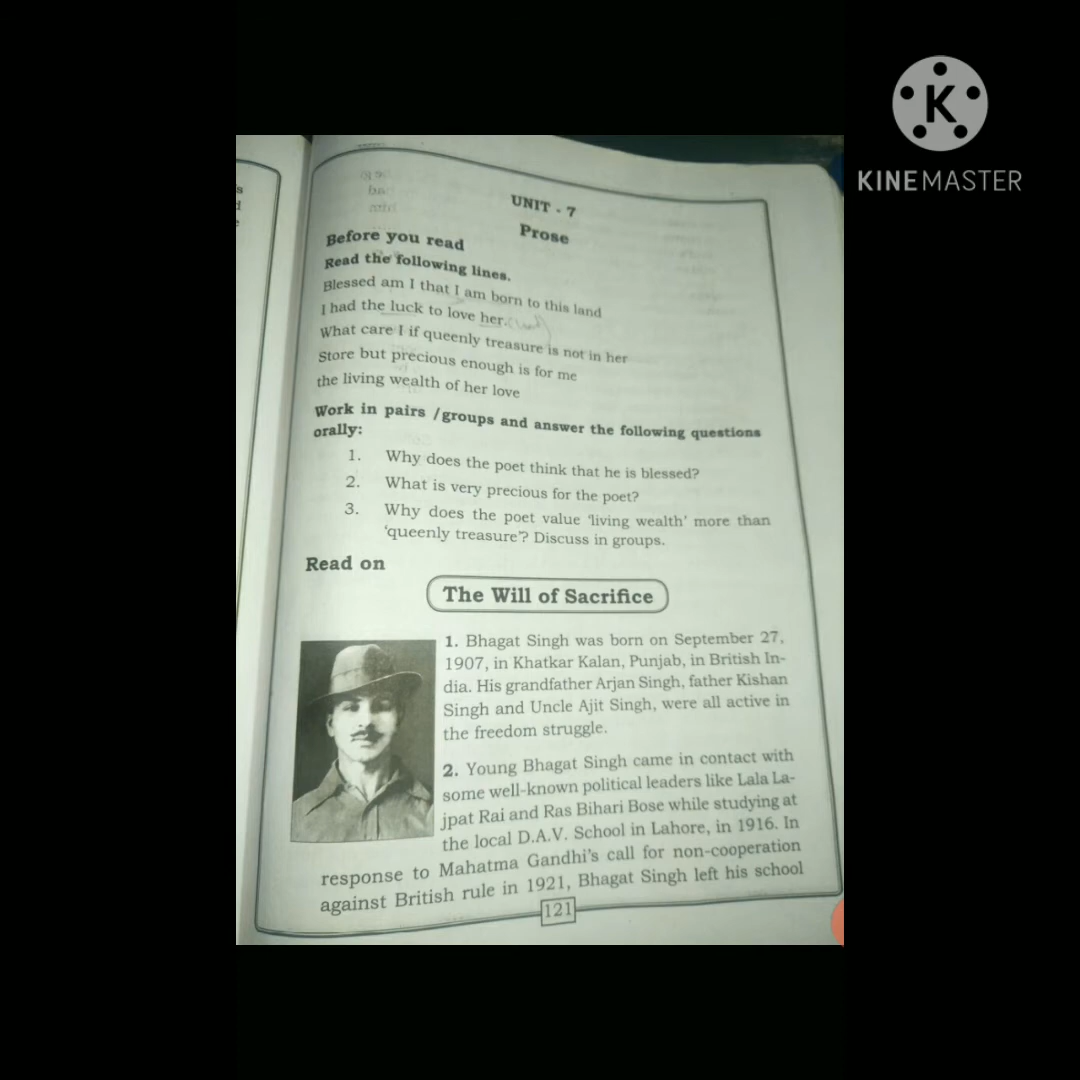 KINEMASTER
UNIT - 7
Prose
Before you read
Read the following lines.
Blessed am I that I am born to this land
I had the luck to love her.
What care I if queenly treasure is not in her
Store but precious enough is for me
the living wealth of her love
Work in pairs /groups and answer the following questions
orally:
1. Why does the poet think that he is blessed?
2. What is very precious for the poet?
3. Why does the poet value 'living wealth' more than
'queenly treasure'? Discuss in groups.
Read on
The Will of Sacrifice
1. Bhagat Singh was born on September 27,
1907, in Khatkar Kalan, Punjab, in British In-
dia. His grandfather Arjan Singh, father Kishan
Singh and Uncle Ajit Singh, were all active in
the freedom struggle.
2. Young Bhagat Singh came in contact with
some well-known political leaders like Lala La-
jpat Rai and Ras Bihari Bose while studying at
the local D.A.V. School in Lahore, in 1916. In
response to Mahatma Gandhi's call for non-cooperation
against British rule in 1921, Bhagat Singh left his school
121